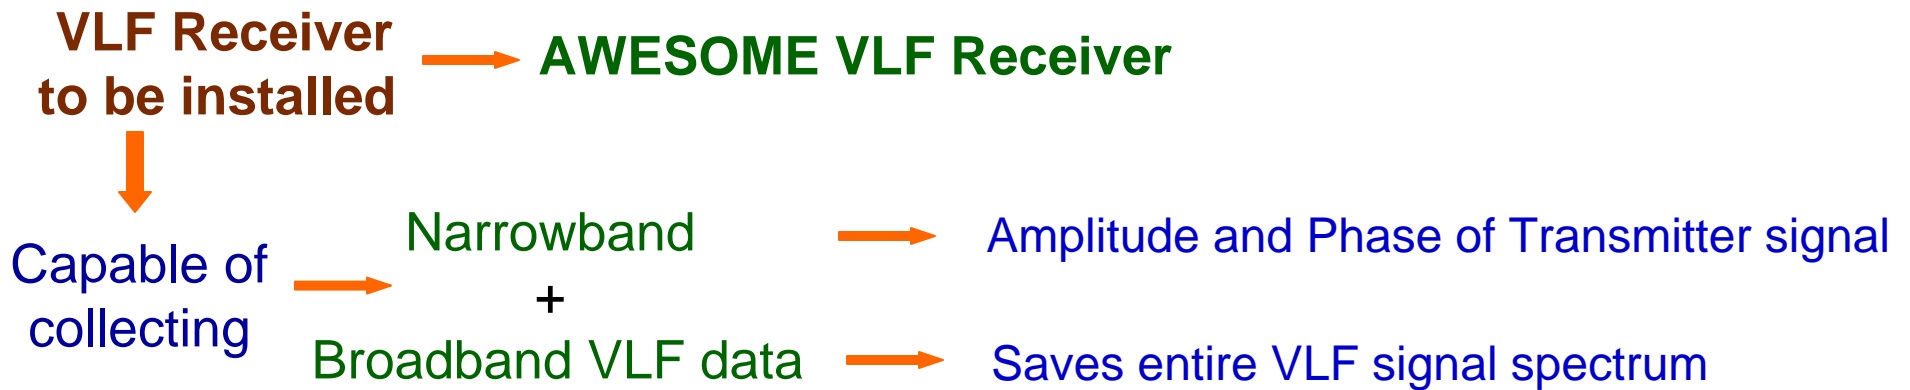 VLF Receiver
to be installed
AWESOME VLF Receiver
Capable of
collecting
Narrowband
+
Broadband VLF data
Amplitude and Phase of Transmitter signal
Saves entire VLF signal spectrum